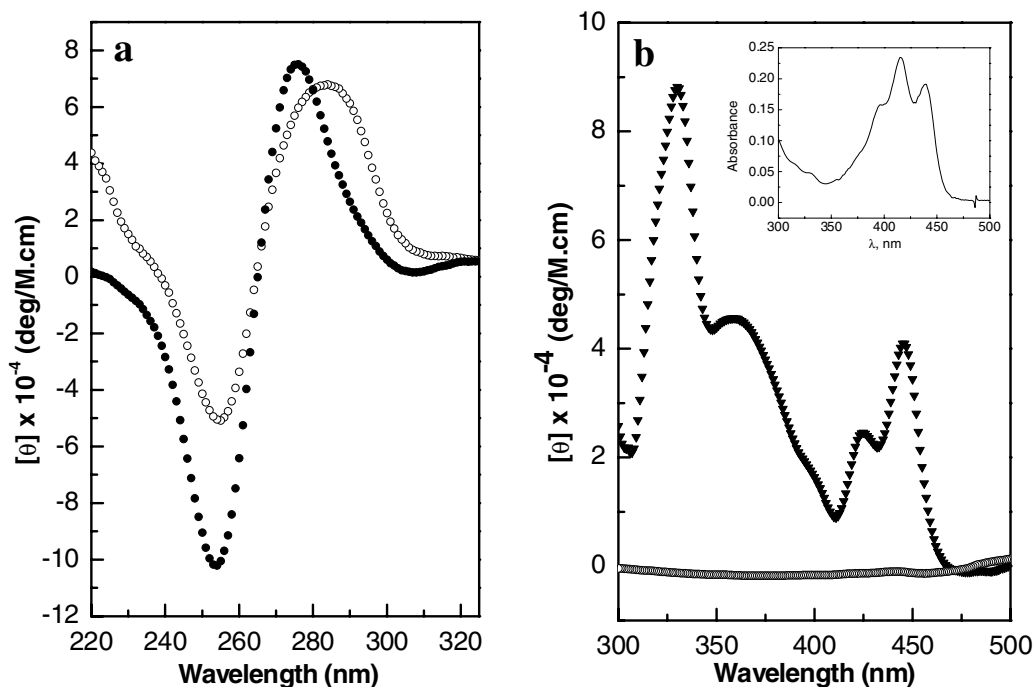 a
8
6
4
2
0
-2
-4
-6
-8
-10
-12
[θ] x 10⁻⁴ (deg/M.cm)
220 240 260 280 300 320
Wavelength (nm)
b
10
8
6
4
2
0
[θ] x 10⁻⁴ (deg/M.cm)
300 350 400 450 500
Wavelength (nm)
0.25
0.20
0.15
0.10
0.05
0.00
Absorbance
300 350 400 450 500
λ, nm